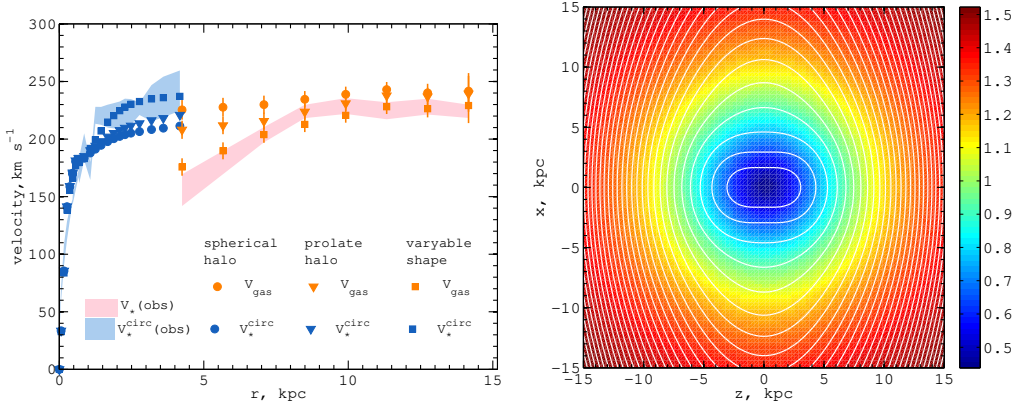 300
250
200
150
100
50
0
velocity, km s⁻¹
spherical halo
prolate halo
varyable shape
V_gas V_gas V_gas
V_⋆(obs)
V_⋆^circ(obs) V_⋆^circ V_⋆^circ V_⋆^circ
0 5 10 15
r, kpc
15
10
5
0
−5
−10
−15
x, kpc
−15 −10 −5 0 5 10 15
z, kpc
1.5
1.4
1.3
1.2
1.1
1
0.9
0.8
0.7
0.6
0.5